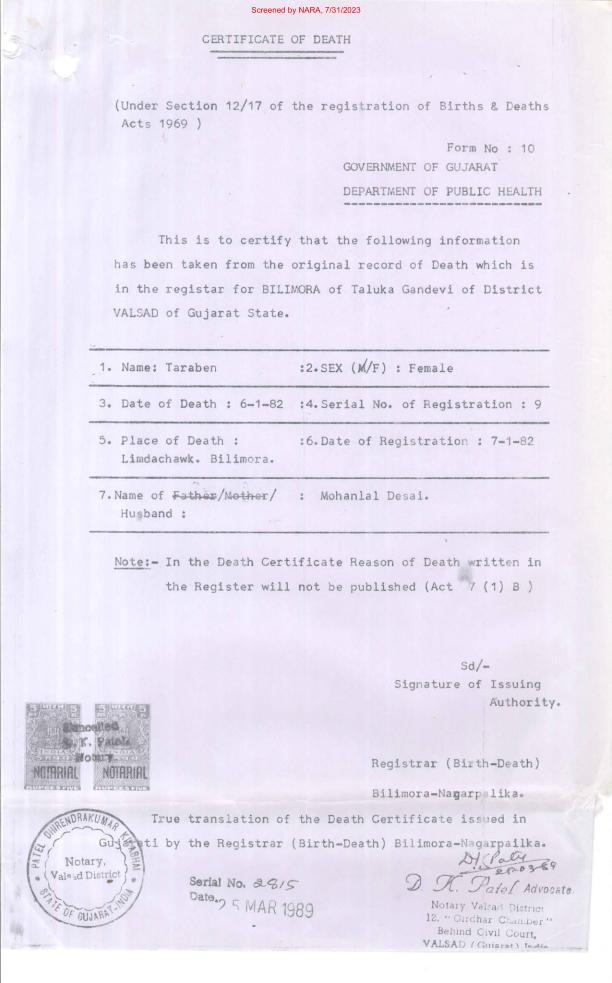 Screened by NARA, 7/31/2023
CERTIFICATE OF DEATH
(Under Section 12/17 of the registration of Births & Deaths
Acts 1969 )
Form No : 10
GOVERNMENT OF GUJARAT
DEPARTMENT OF PUBLIC HEALTH
This is to certify that the following information
has been taken from the original record of Death which is
in the registar for BILIMORA of Taluka Gandevi of District
VALSAD of Gujarat State.
1. Name: Taraben :2.SEX (M/F) : Female
3. Date of Death : 6-1-82 :4.Serial No. of Registration : 9
5. Place of Death : :6.Date of Registration : 7-1-82
Limdachawk. Bilimora.
7.Name of Father/Mother/ : Mohanlal Desai.
Husband :
Note:- In the Death Certificate Reason of Death written in
the Register will not be published (Act 7 (1) B )
Sd/-
Signature of Issuing
Authority.
Cancelled
Notary.
INDIA INDIA
NOTARIAL NOTARIAL
RUPEES FIVE RUPEES FIVE
Registrar (Birth-Death)
Bilimora-Nagarpalika.
True translation of the Death Certificate issued in
Gujarati by the Registrar (Birth-Death) Bilimora-Nagarpailka.
PATEL DHIRENDRAKUMAR
Notary,
Valsad District
STATE OF GUJARAT-INDIA
Serial No. 2815
Date. 25 MAR 1989
D. K. Patel Advocate
Notary Valsad District
12, "Girdhar Chamber"
Behind Civil Court,
VALSAD (Gujarat) India